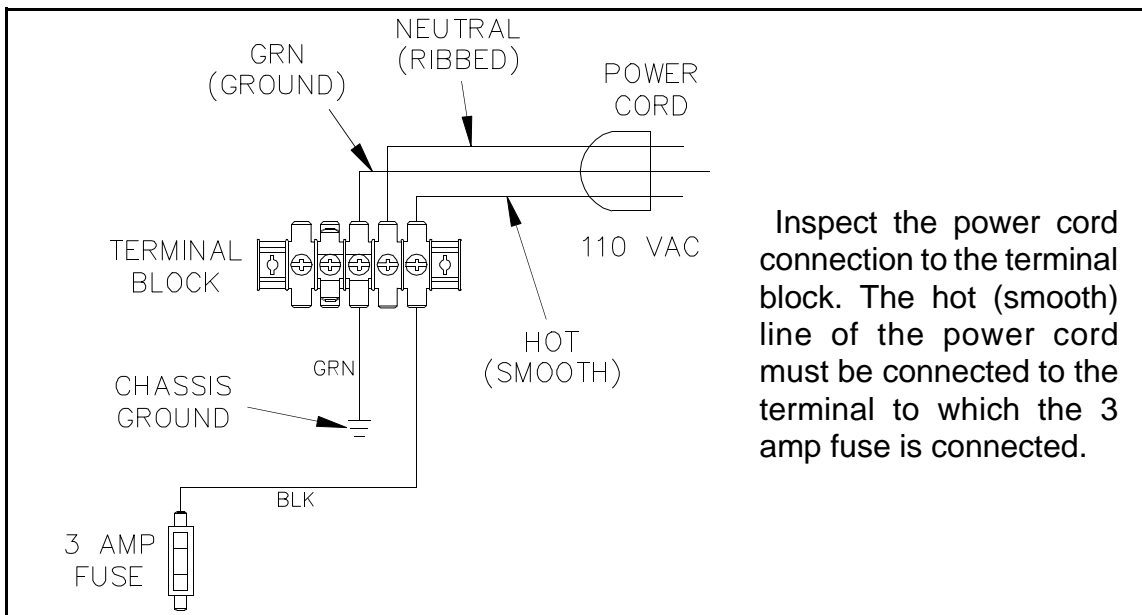 NEUTRAL
(RIBBED)
GRN
(GROUND)
POWER
CORD
110 VAC
TERMINAL
BLOCK
HOT
(SMOOTH)
GRN
CHASSIS
GROUND
BLK
3 AMP
FUSE
Inspect the power cord
connection to the terminal
block. The hot (smooth)
line of the power cord
must be connected to the
terminal to which the 3
amp fuse is connected.